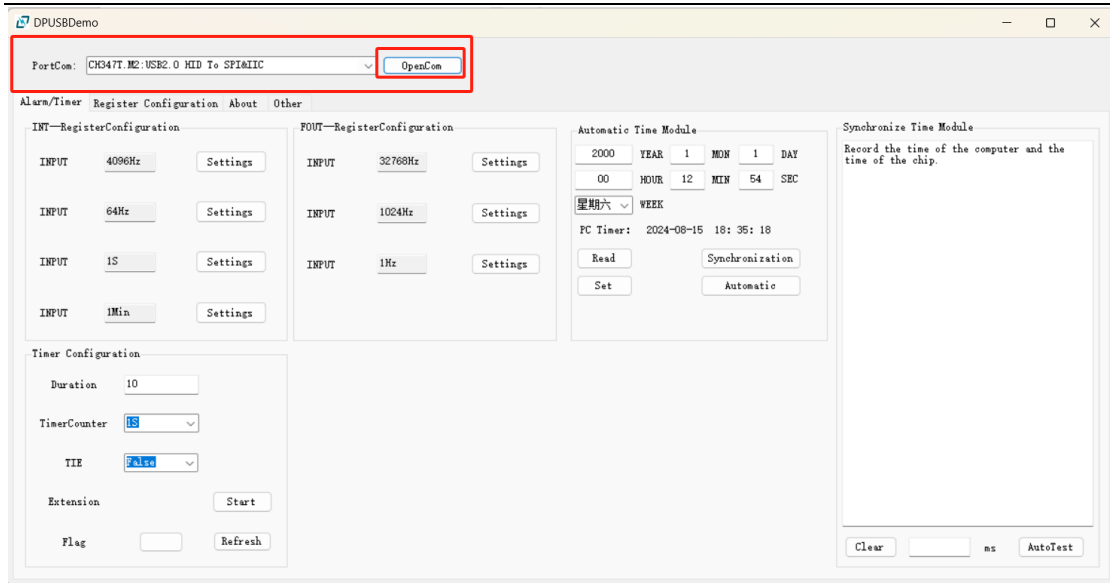 DPUSBDemo
PortCom: CH347T.M2:USB2.0 HID To SPI&IIC OpenCom
Alarm/Timer Register Configuration About Other
INT—RegisterConfiguration
INPUT 4096Hz Settings
INPUT 64Hz Settings
INPUT 1S Settings
INPUT 1Min Settings
FOUT—RegisterConfiguration
INPUT 32768Hz Settings
INPUT 1024Hz Settings
INPUT 1Hz Settings
Automatic Time Module
2000 YEAR 1 MON 1 DAY
00 HOUR 12 MIN 54 SEC
星期六 WEEK
PC Timer: 2024-08-15 18: 35: 18
Read Synchronization
Set Automatic
Synchronize Time Module
Record the time of the computer and the
time of the chip.
Clear ms AutoTest
Timer Configuration
Duration 10
TimerCounter 1S
TIE False
Extension Start
Flag Refresh